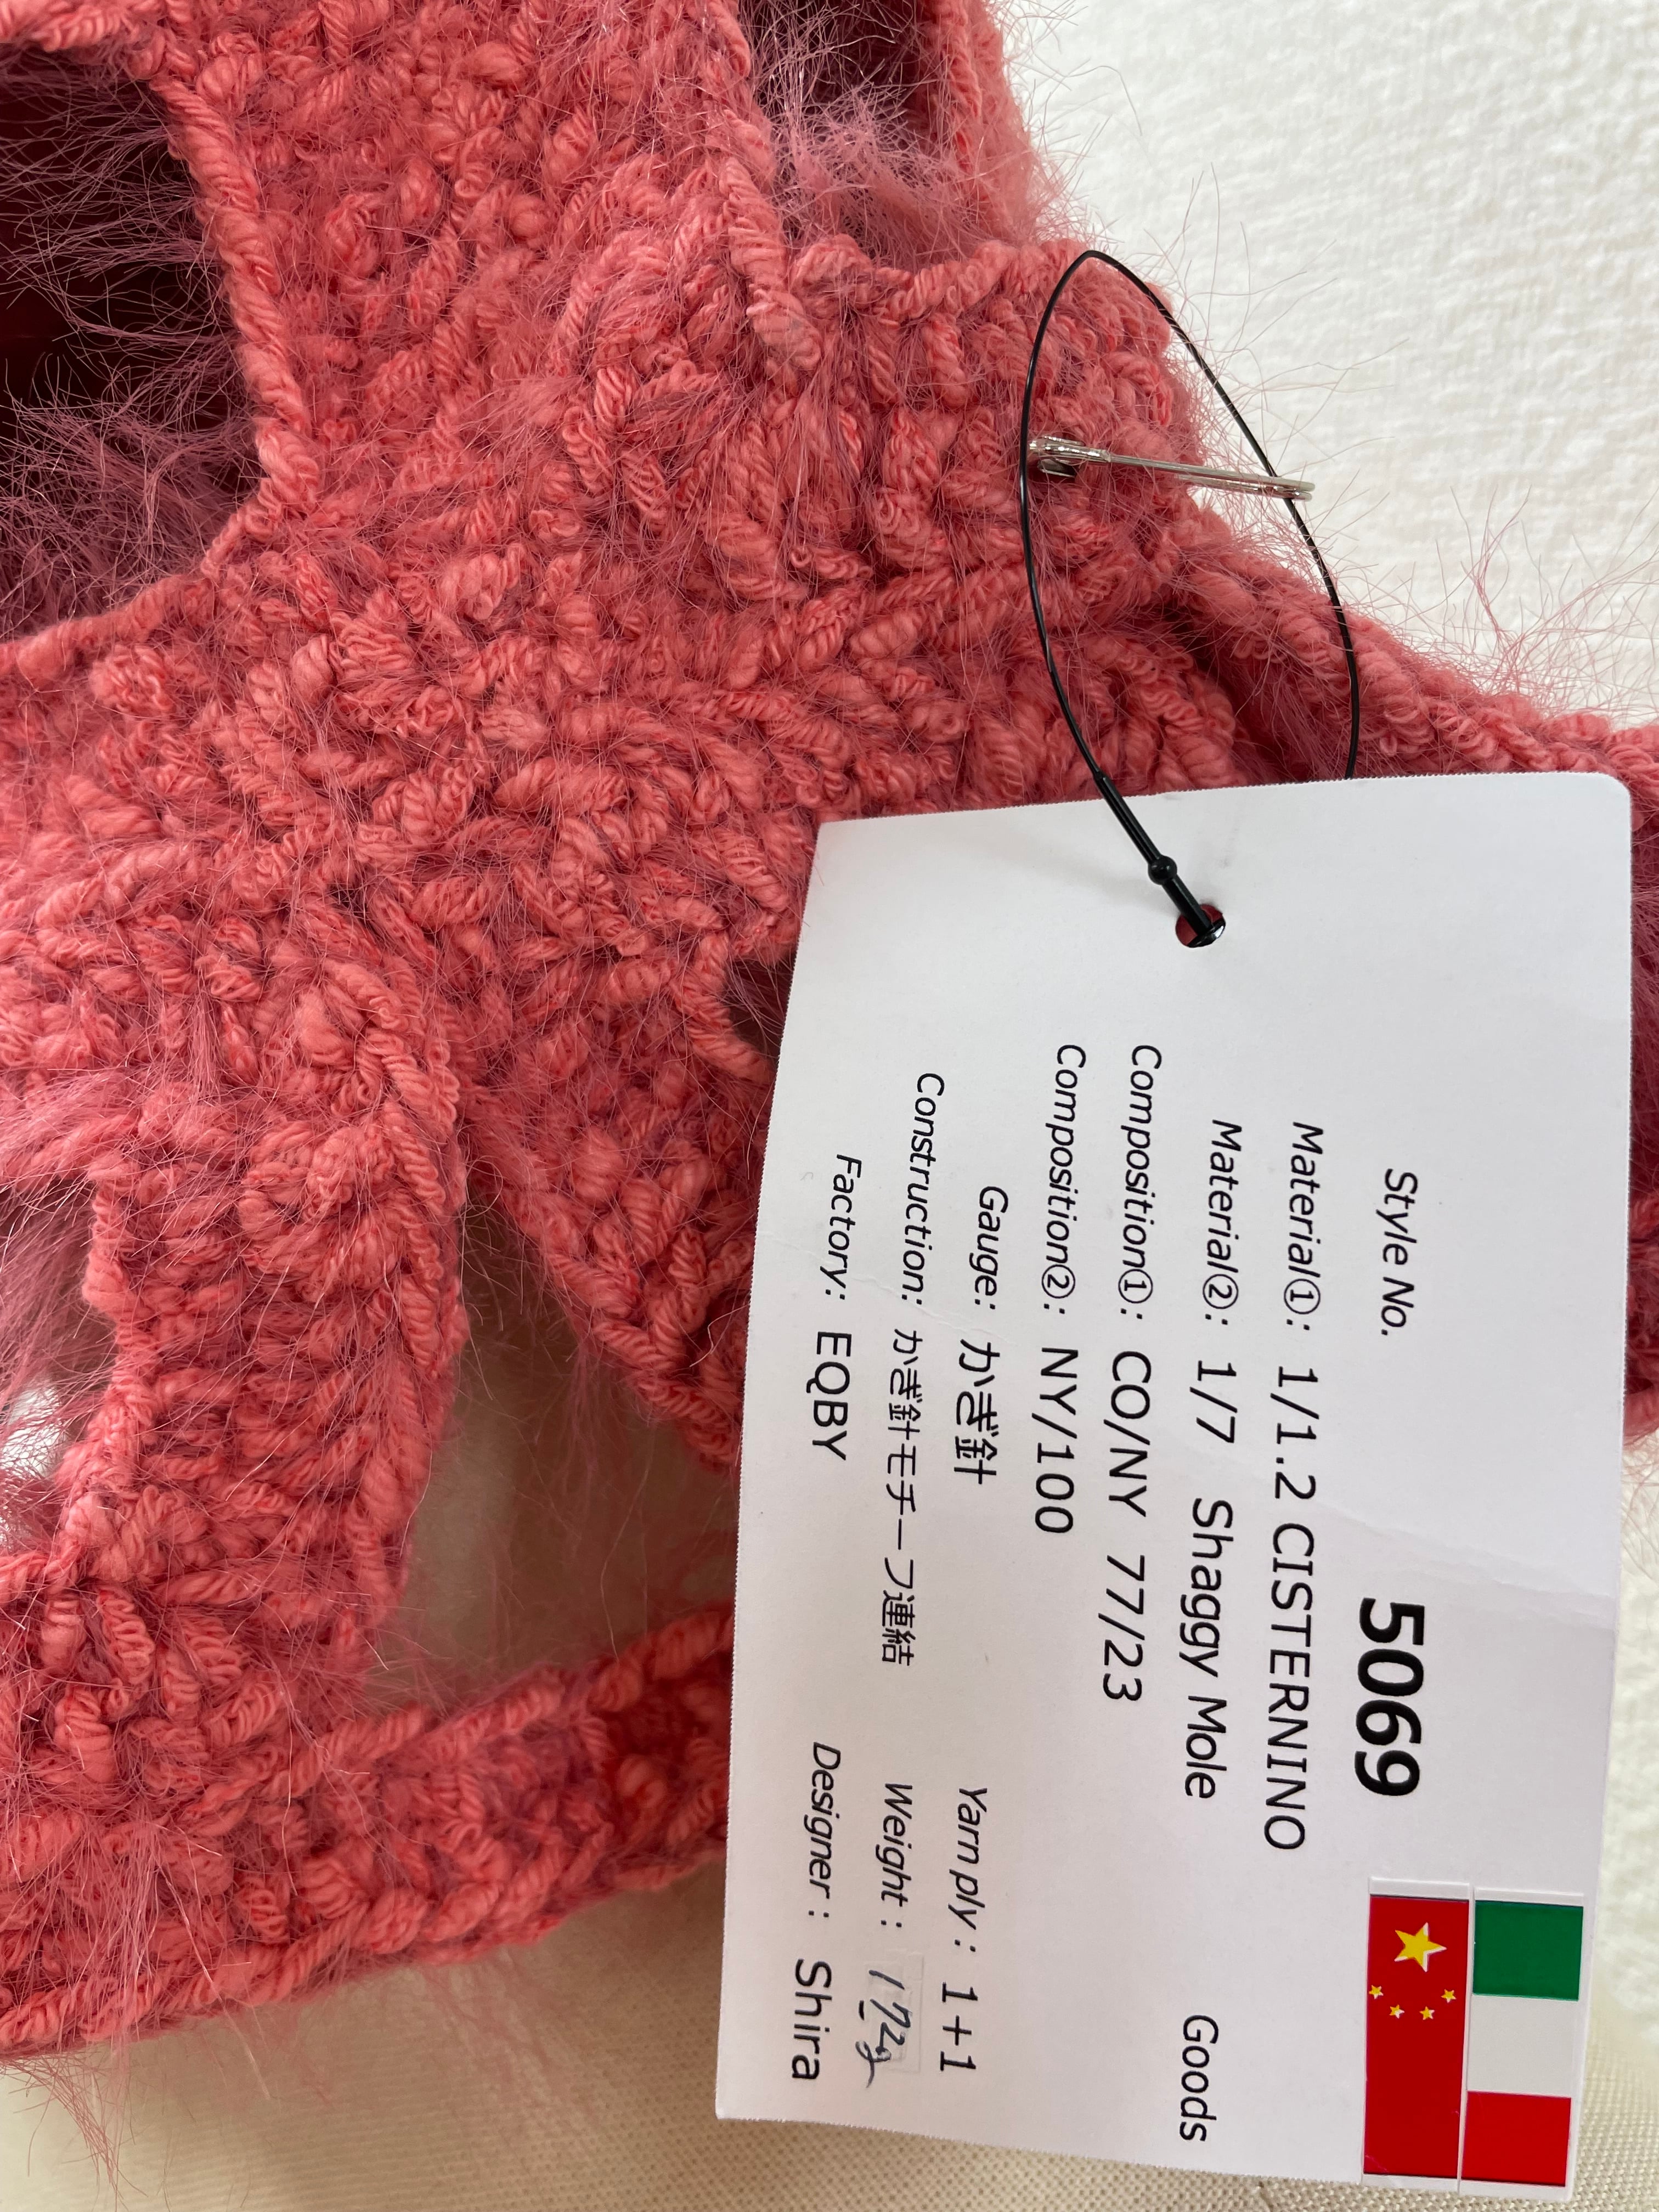 Style No. 5069
Material①: 1/1.2 CISTERNINO
Material②: 1/7 Shaggy Mole Goods
Composition①: CO/NY 77/23
Composition②: NY/100
Gauge: かぎ針 Yarn ply: 1+1
Construction: かぎ針モチーフ連結 Weight: 172g
Factory: EQBY Designer: Shira